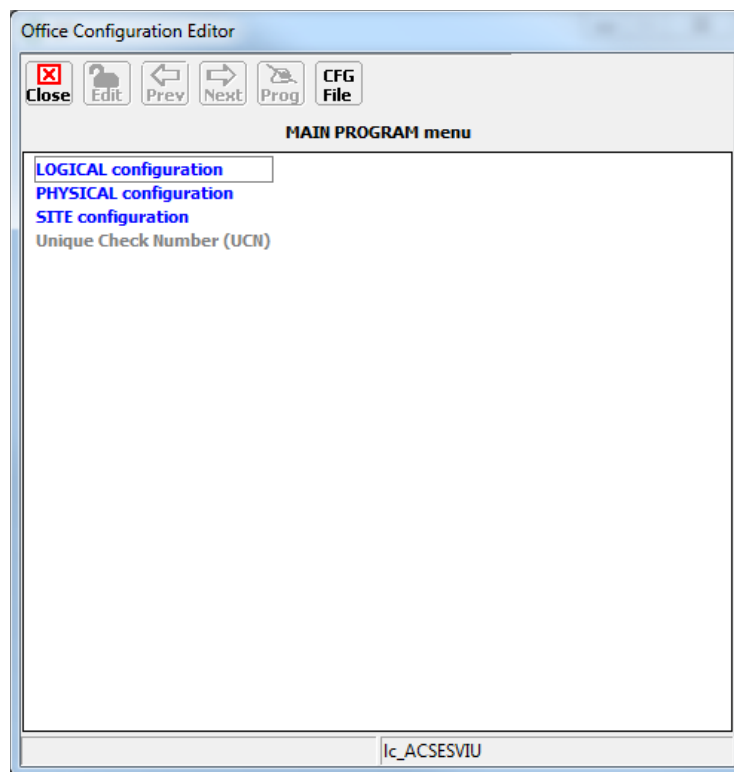 Office Configuration Editor
Close Edit Prev Next Prog CFG File
MAIN PROGRAM menu
LOGICAL configuration
PHYSICAL configuration
SITE configuration
Unique Check Number (UCN)
lc_ACSESVIU